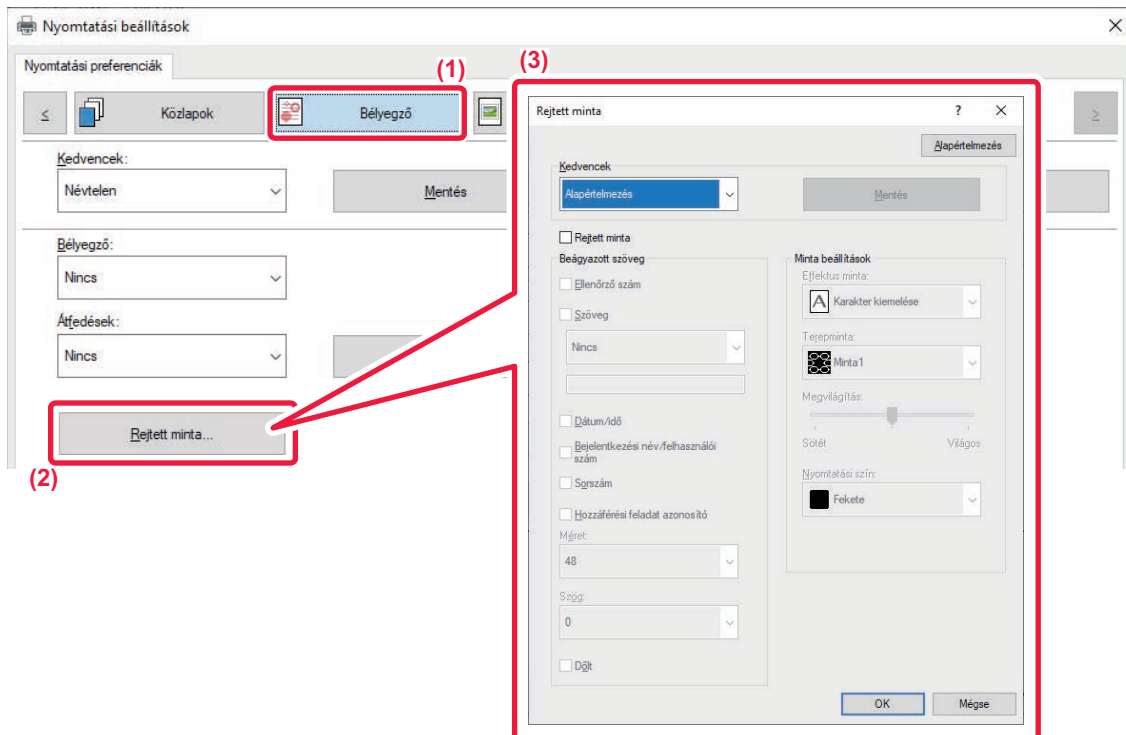 Nyomtatási beállítások
Nyomtatási preferenciák
(1)
(3)
<
Közlapok
Bélyegző
>
Kedvencek:
Névtelen
Mentés
Bélyegző:
Nincs
Átfedések:
Nincs
Rejtett minta...
(2)
Rejtett minta
?
Alapértelmezés
Kedvencek
Alapértelmezés
Mentés
Rejtett minta
Beágyazott szöveg
Ellenőrző szám
Szöveg
Nincs
Dátum/idő
Bejelentkezési név/felhasználói
szám
Sorszám
Hozzáférési feladat azonosító
Méret:
48
Szög:
0
Dőlt
Minta beállítások
Effektus minta:
A Karakter kiemelése
Terepminta:
Minta1
Megvilágítás:
Sötét Világos
Nyomtatási szín:
Fekete
OK Mégse